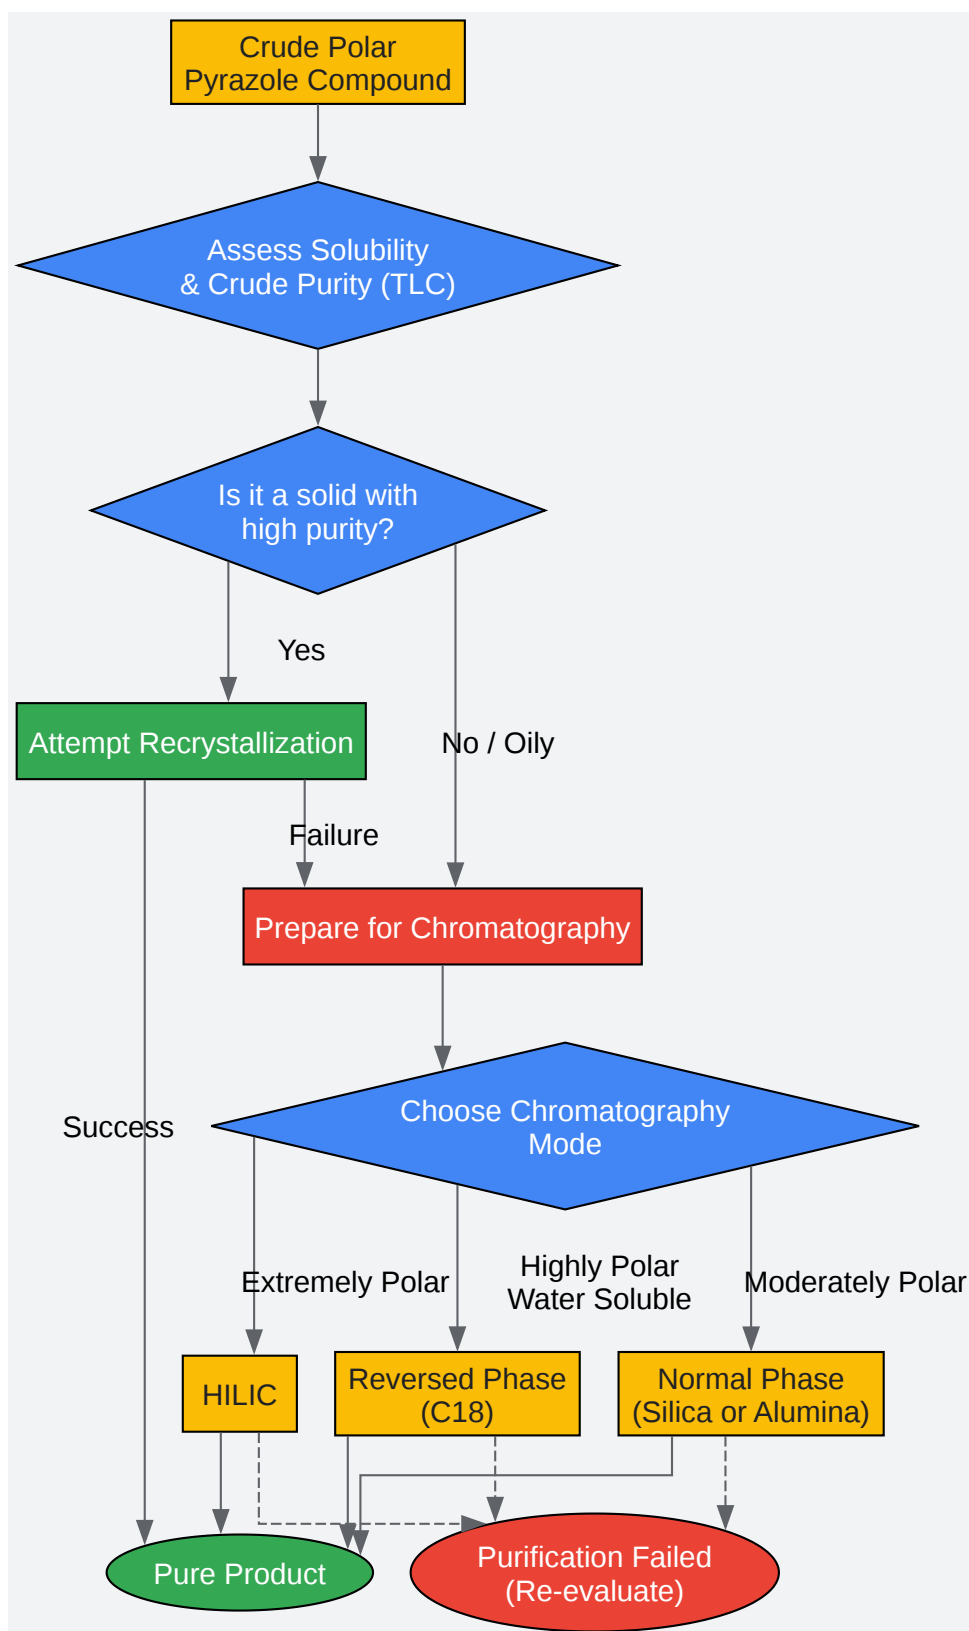 Crude Polar
Pyrazole Compound
Assess Solubility
& Crude Purity (TLC)
Is it a solid with
high purity?
Yes
Attempt Recrystallization
No / Oily
Failure
Prepare for Chromatography
Choose Chromatography
Mode
Success
Extremely Polar
Highly Polar
Water Soluble
Moderately Polar
HILIC
Reversed Phase
(C18)
Normal Phase
(Silica or Alumina)
Pure Product
Purification Failed
(Re-evaluate)